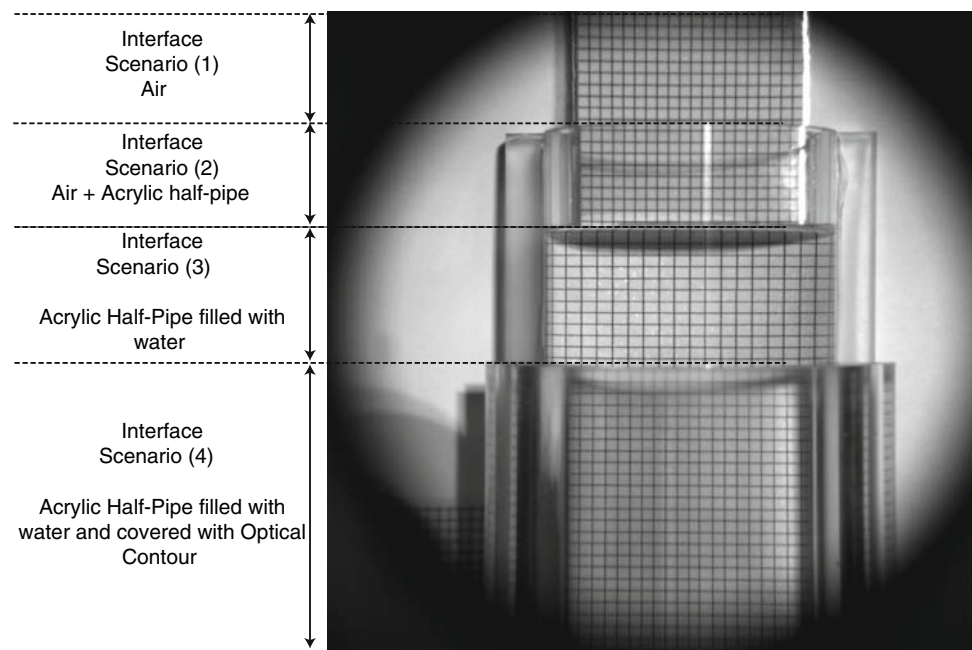 Interface
Scenario (1)
Air
Interface
Scenario (2)
Air + Acrylic half-pipe
Interface
Scenario (3)
Acrylic Half-Pipe filled with
water
Interface
Scenario (4)
Acrylic Half-Pipe filled with
water and covered with Optical
Contour